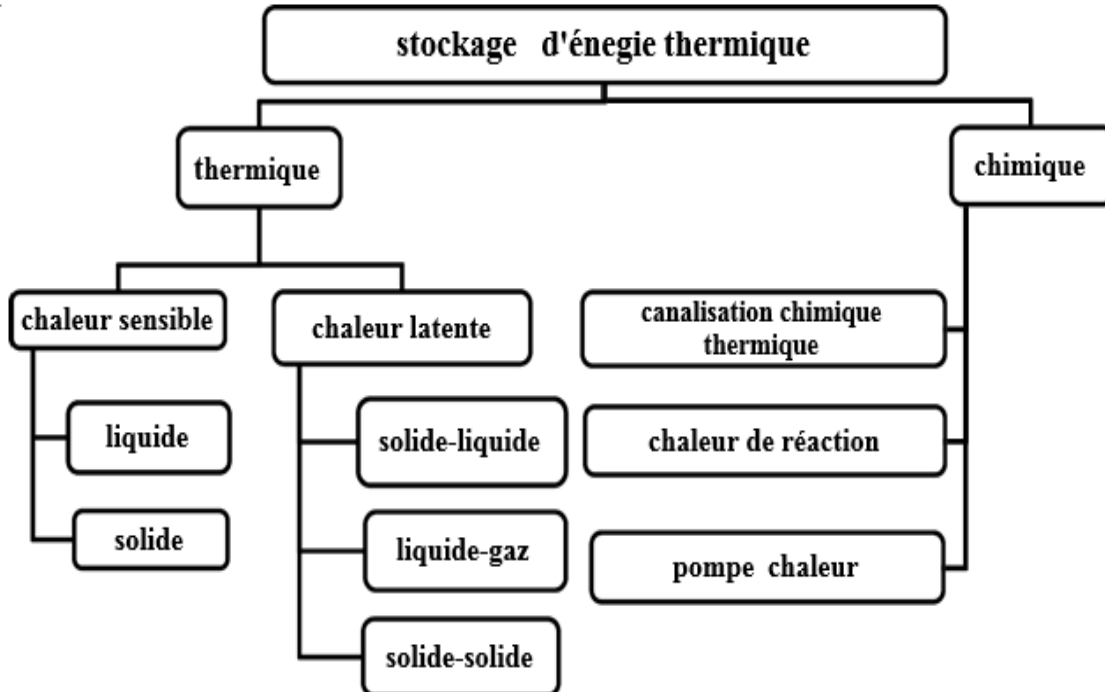 stockage d'énegie thermique
thermique
chimique
chaleur sensible
chaleur latente
canalisation chimique
thermique
liquide
solide-liquide
chaleur de réaction
solide
liquide-gaz
pompe chaleur
solide-solide